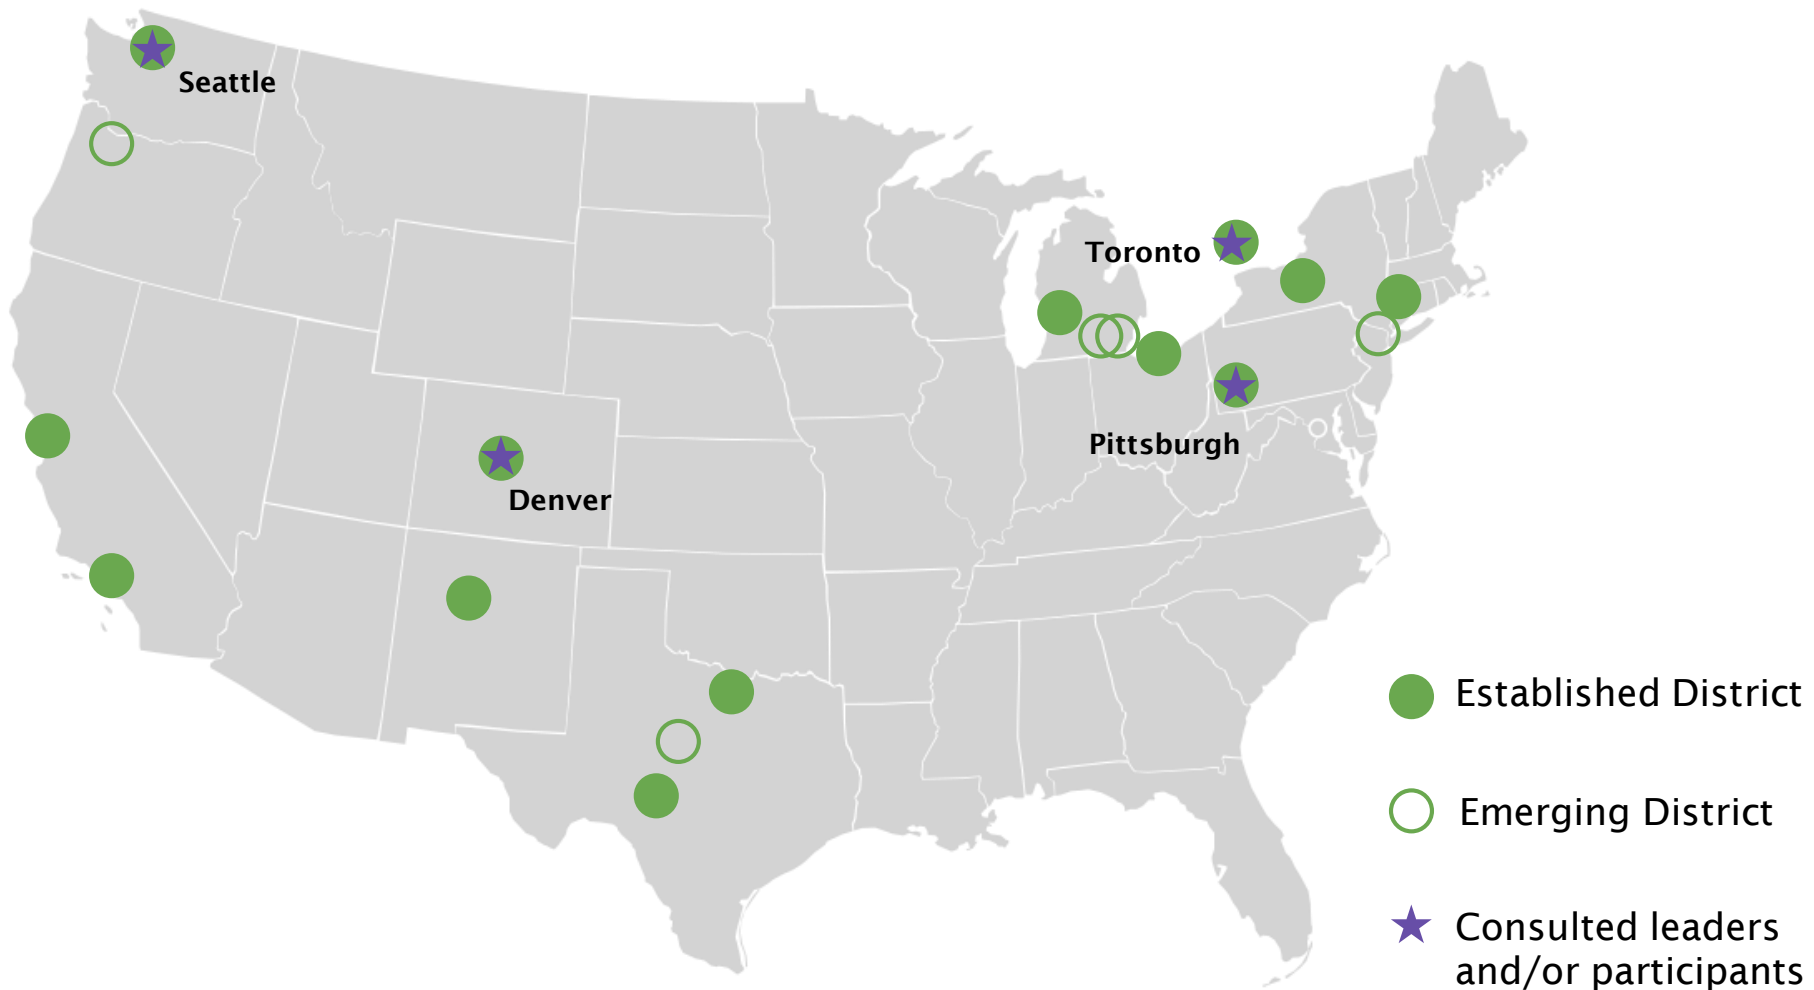 Seattle
Toronto
Pittsburgh
Denver
Established District
Emerging District
Consulted leaders
and/or participants